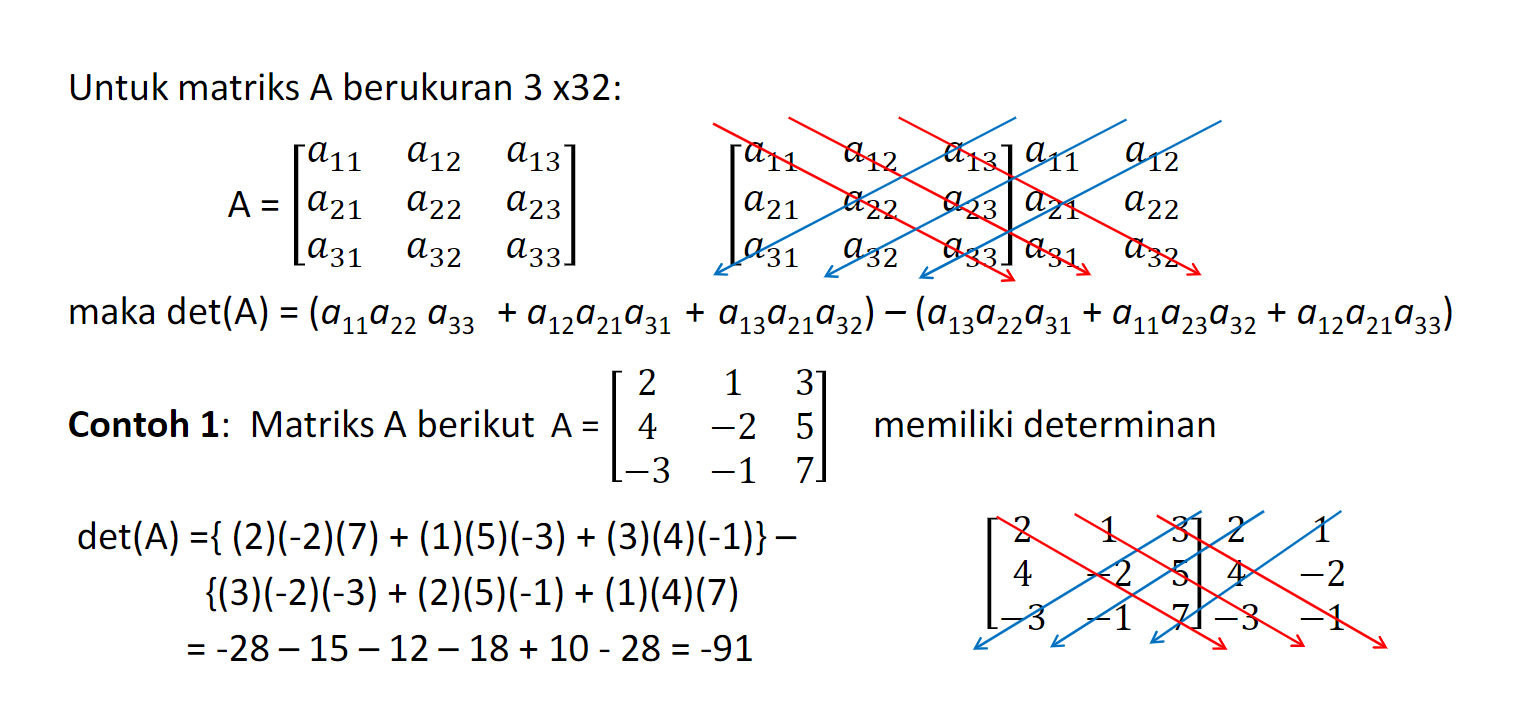 Untuk matriks A berukuran 3 x32:
A = [a₁₁ a₁₂ a₁₃ a₂₁ a₂₂ a₂₃ a₃₁ a₃₂ a₃₃]
[a₁₁ a₁₂ a₁₃ a₂₁ a₂₂ a₂₃ a₃₁ a₃₂ a₃₃] a₁₁ a₁₂ a₂₁ a₂₂ a₃₁ a₃₂
maka det(A) = (a₁₁a₂₂ a₃₃ + a₁₂a₂₁a₃₁ + a₁₃a₂₁a₃₂) – (a₁₃a₂₂a₃₁ + a₁₁a₂₃a₃₂ + a₁₂a₂₁a₃₃)
Contoh 1: Matriks A berikut A = [2 1 3 4 −2 5 −3 −1 7] memiliki determinan
det(A) ={ (2)(-2)(7) + (1)(5)(-3) + (3)(4)(-1)} –
{(3)(-2)(-3) + (2)(5)(-1) + (1)(4)(7)
= -28 – 15 – 12 – 18 + 10 - 28 = -91
[2 1 3] 2 1
[4 −2 5] 4 −2
[−3 −1 7] −3 −1